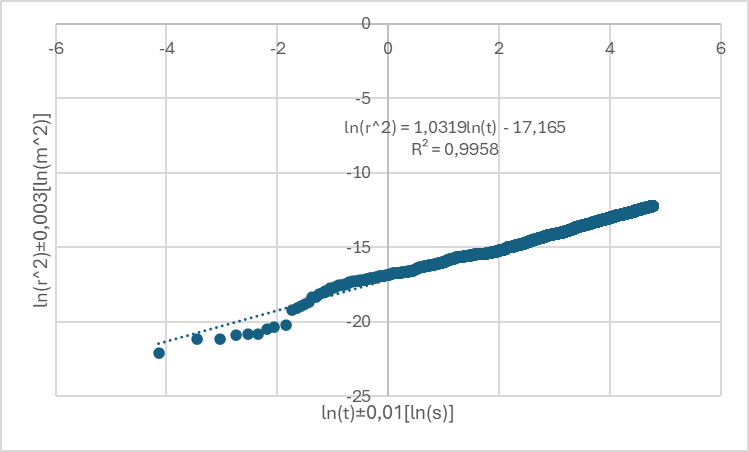 0
-6 -4 -2 0 2 4 6
-5
ln(r^2) = 1,0319ln(t) - 17,165
R² = 0,9958
-10
-15
-20
-25
ln(r^2)±0,003[ln(m^2)]
ln(t)±0,01[ln(s)]